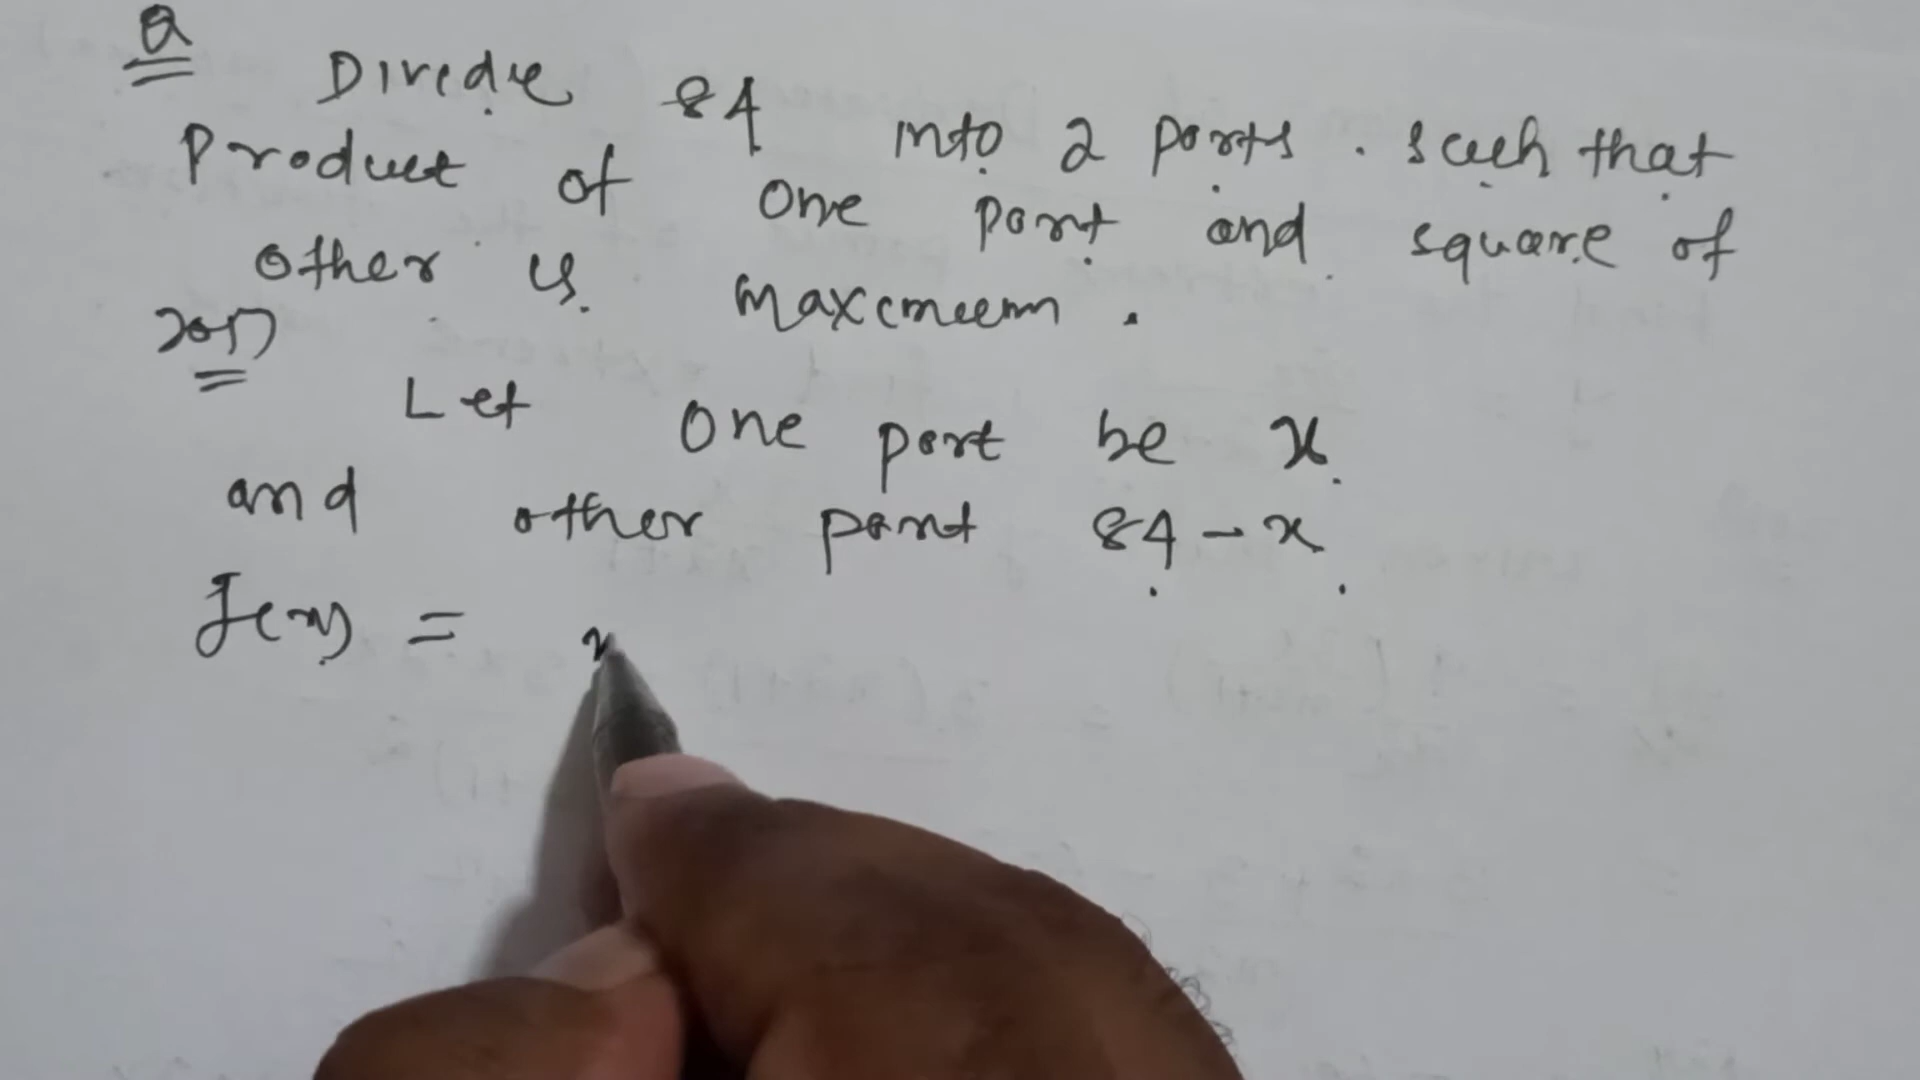 Q
Divide 84 into 2 parts. such that
Product of one part and square of
other is maximum.
2017
Let one part be x
and other part 84 - x
f(x) = x